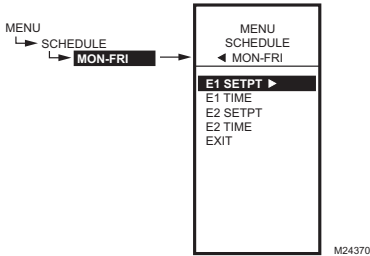 MENU
SCHEDULE
MON-FRI
MENU
SCHEDULE
◄ MON-FRI
E1 SETPT ►
E1 TIME
E2 SETPT
E2 TIME
EXIT
M24370